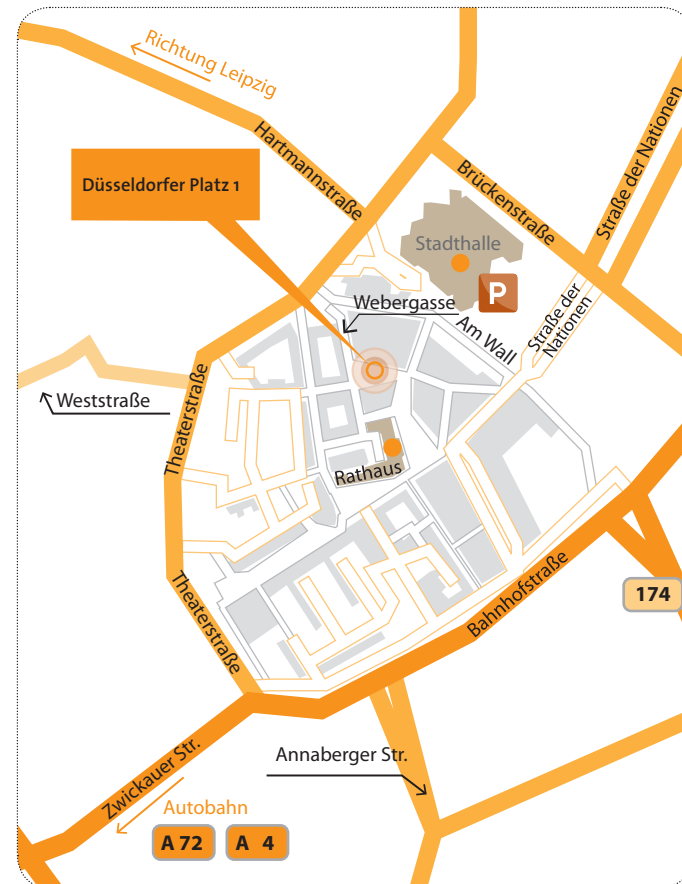 Richtung Leipzig
Hartmannstraße
Straße der Nationen
Brückenstraße
Düsseldorfer Platz 1
Stadthalle
P
Webergasse
Am Wall
Straße der
Nationen
Weststraße
Theaterstraße
Rathaus
Theaterstraße
Bahnhofstraße
174
Zwickauer Str.
Annaberger Str.
Autobahn
A 72
A 4